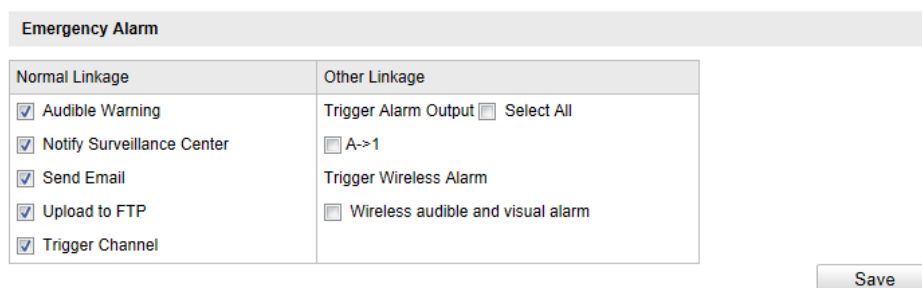 Emergency Alarm
Normal Linkage
Other Linkage
Audible Warning
Trigger Alarm Output Select All
Notify Surveillance Center
A->1
Send Email
Trigger Wireless Alarm
Upload to FTP
Wireless audible and visual alarm
Trigger Channel
Save